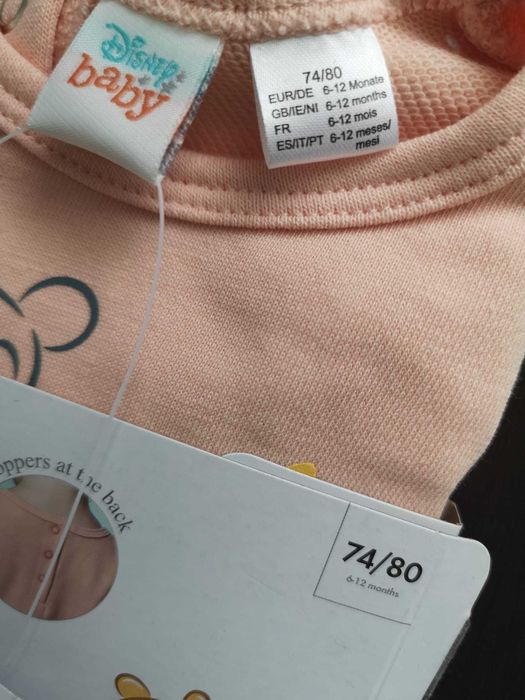 Disney
baby
74/80
EUR/DE 6-12 Monate
GB/IE/NI 6-12 months
FR 6-12 mois
ES/IT/PT 6-12 meses/
mesi
at the back
74/80
6-12 months